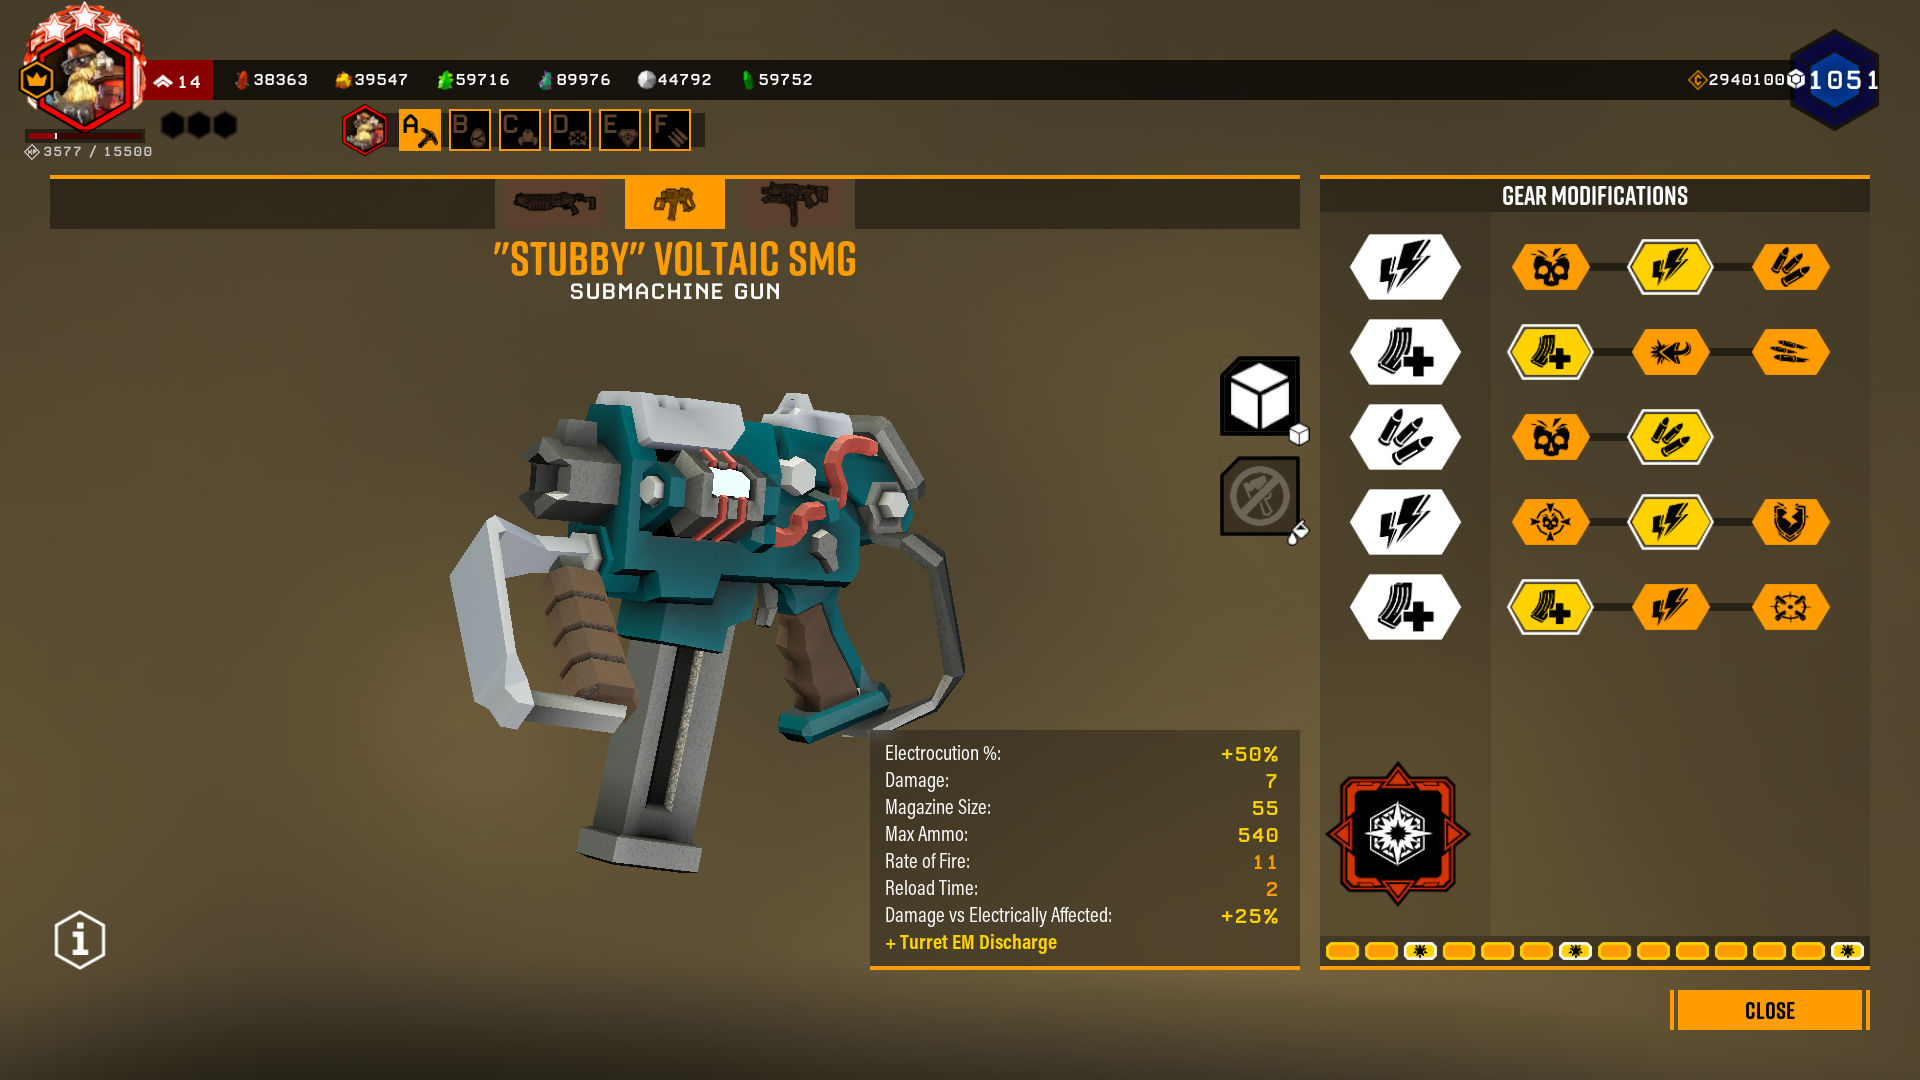 14
38363
39547
59716
89976
44792
59752
2940100
1051
3577 / 15500
A
B
C
D
E
F
GEAR MODIFICATIONS
"STUBBY" VOLTAIC SMG
SUBMACHINE GUN
Electrocution %: +50%
Damage: 7
Magazine Size: 55
Max Ammo: 540
Rate of Fire: 11
Reload Time: 2
Damage vs Electrically Affected: +25%
+ Turret EM Discharge
CLOSE